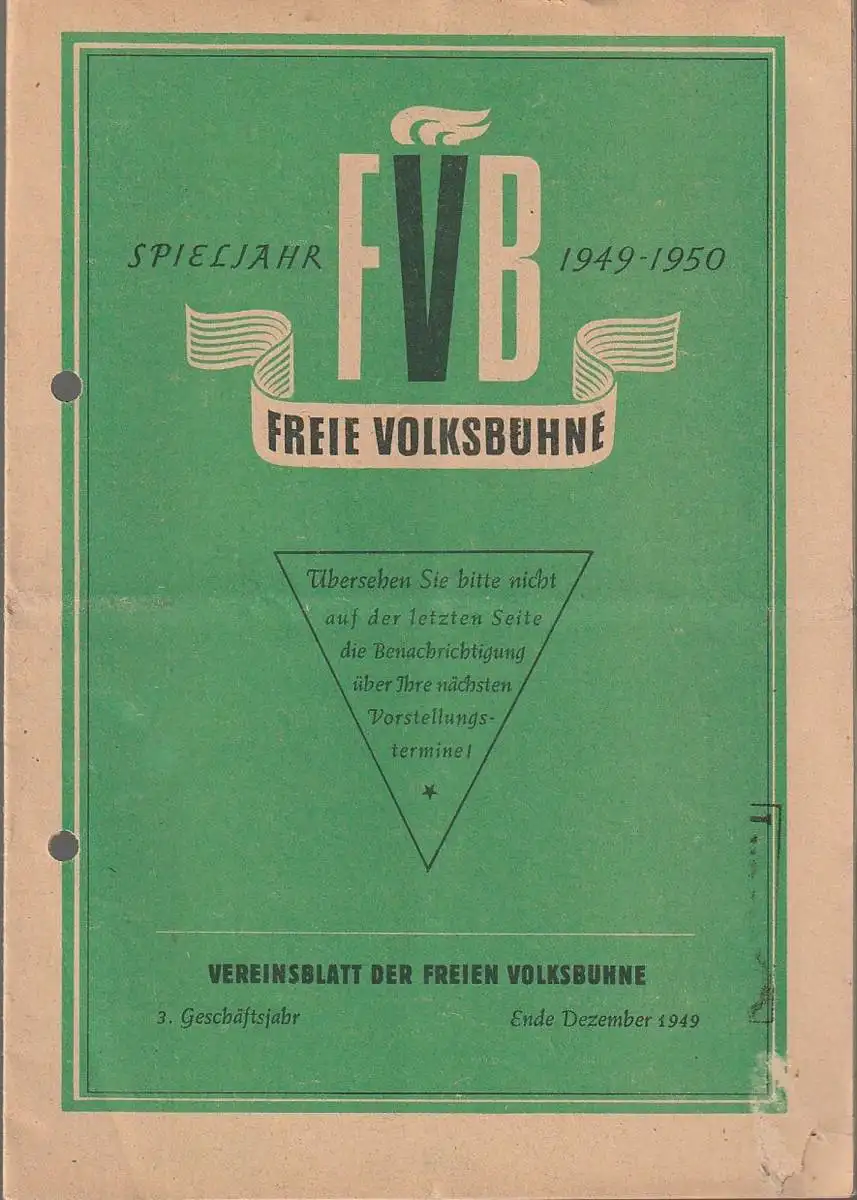 FVB
SPIELJAHR 1949-1950
FREIE VOLKSBÜHNE
Übersehen Sie bitte nicht
auf der letzten Seite
die Benachrichtigung
über Ihre nächsten
Vorstellungs-
termine!
VEREINSBLATT DER FREIEN VOLKSBÜHNE
3. Geschäftsjahr Ende Dezember 1949